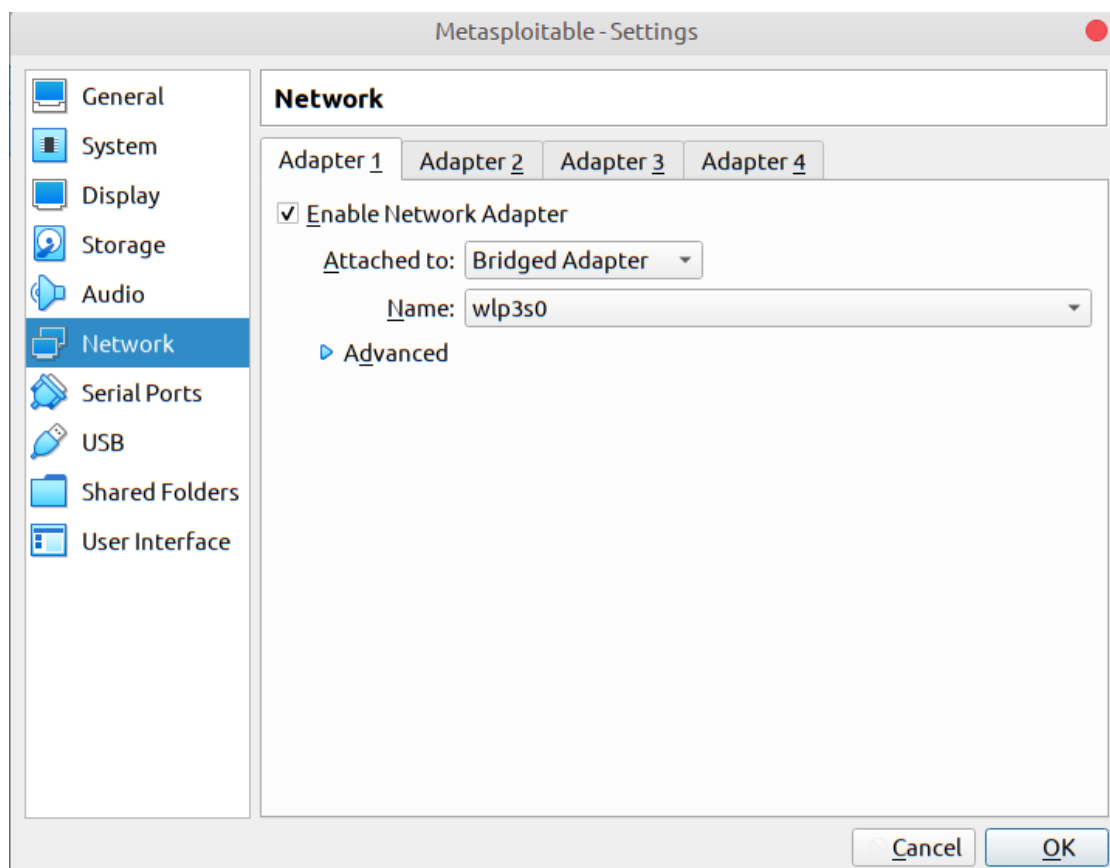 Metasploitable - Settings
General
System
Display
Storage
Audio
Network
Serial Ports
USB
Shared Folders
User Interface
Network
Adapter 1 Adapter 2 Adapter 3 Adapter 4
Enable Network Adapter
Attached to: Bridged Adapter
Name: wlp3s0
Advanced
Cancel OK